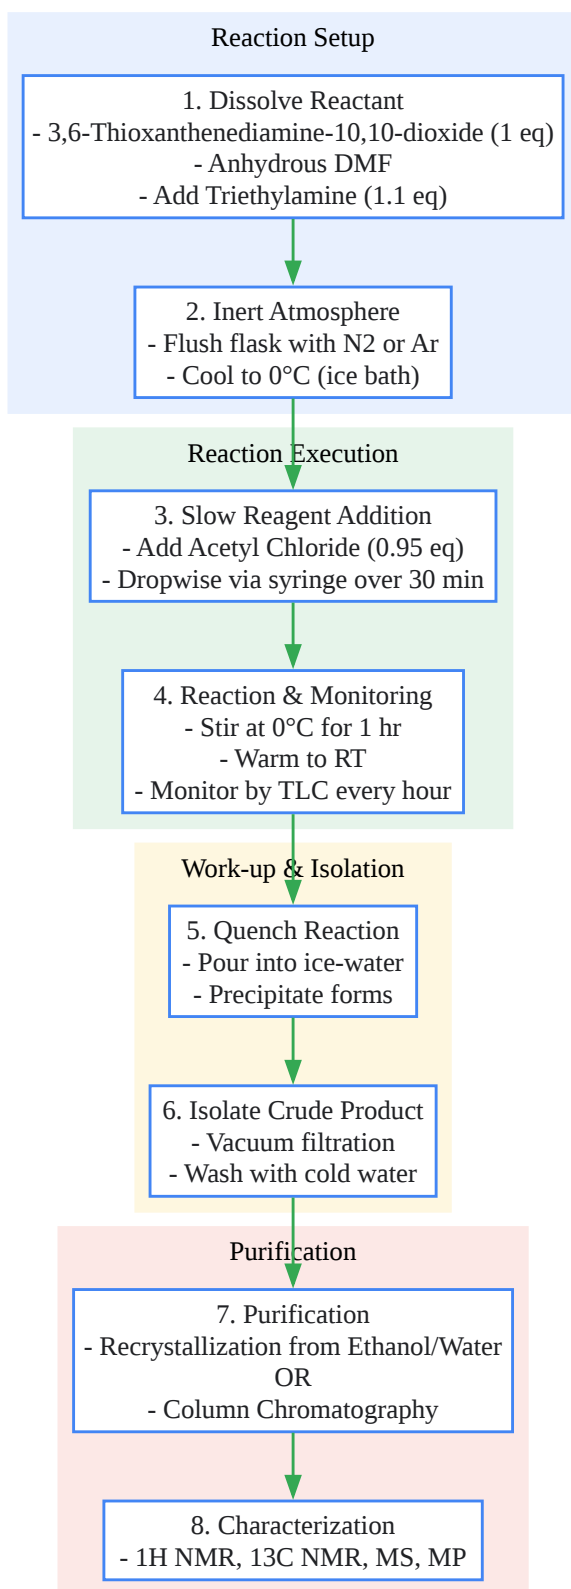 Reaction Setup
1. Dissolve Reactant
- 3,6-Thioxanthenediamine-10,10-dioxide (1 eq)
- Anhydrous DMF
- Add Triethylamine (1.1 eq)
2. Inert Atmosphere
- Flush flask with N2 or Ar
- Cool to 0°C (ice bath)
Reaction Execution
3. Slow Reagent Addition
- Add Acetyl Chloride (0.95 eq)
- Dropwise via syringe over 30 min
4. Reaction & Monitoring
- Stir at 0°C for 1 hr
- Warm to RT
- Monitor by TLC every hour
Work-up & Isolation
5. Quench Reaction
- Pour into ice-water
- Precipitate forms
6. Isolate Crude Product
- Vacuum filtration
- Wash with cold water
Purification
7. Purification
- Recrystallization from Ethanol/Water
OR
- Column Chromatography
8. Characterization
- 1H NMR, 13C NMR, MS, MP